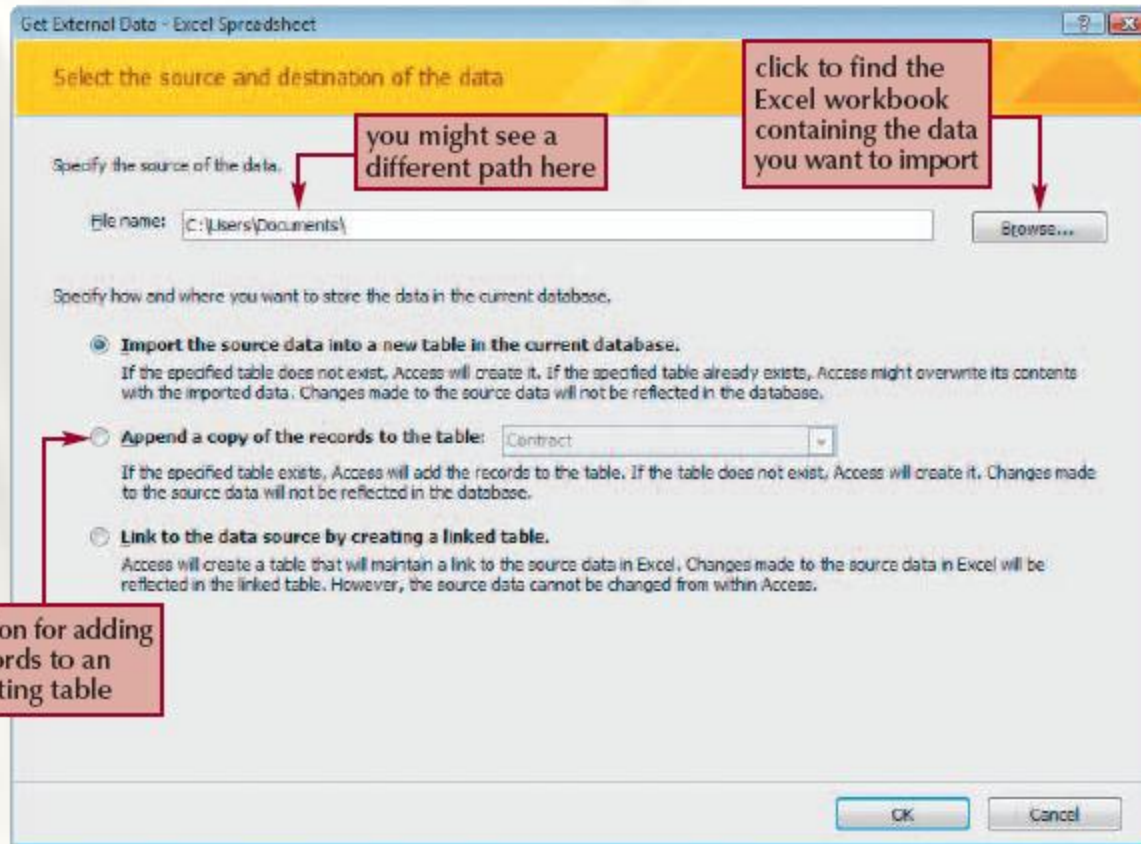 Get External Data - Excel Spreadsheet
Select the source and destination of the data
click to find the
Excel workbook
containing the data
you want to import
you might see a
different path here
Specify the source of the data.
File name: C:\Users\Documents\ Browse...
Specify how and where you want to store the data in the current database.
Import the source data into a new table in the current database.
If the specified table does not exist, Access will create it. If the specified table already exists, Access might overwrite its contents
with the imported data. Changes made to the source data will not be reflected in the database.
Append a copy of the records to the table: Contract
If the specified table exists, Access will add the records to the table. If the table does not exist, Access will create it. Changes made
to the source data will not be reflected in the database.
Link to the data source by creating a linked table.
Access will create a table that will maintain a link to the source data in Excel. Changes made to the source data in Excel will be
reflected in the linked table. However, the source data cannot be changed from within Access.
on for adding
ords to an
ting table
OK Cancel